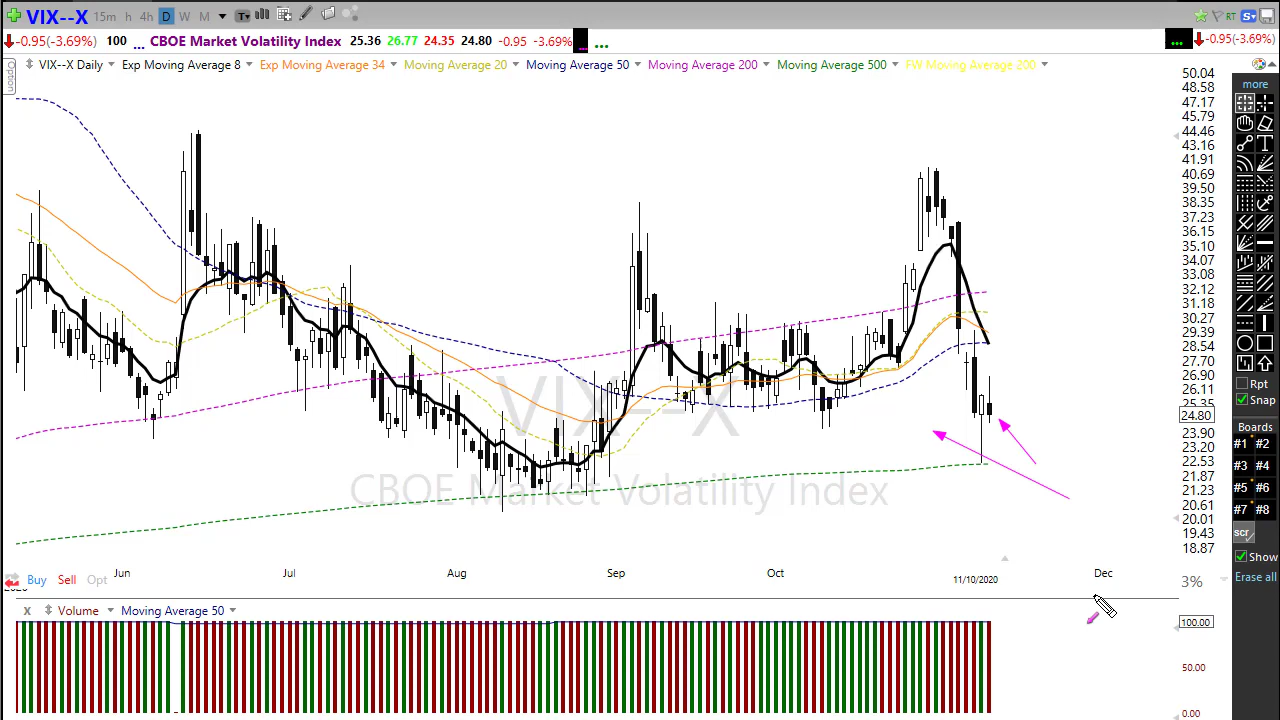 VIX--X 15m h 4h D W M T RT S
-0.95(-3.69%) 100 ... CBOE Market Volatility Index 25.36 26.77 24.35 24.80 -0.95 -3.69% ... ... ... -0.95(-3.69%)
Option
VIX--X Daily Exp Moving Average 8 Exp Moving Average 34 Moving Average 20 Moving Average 50 Moving Average 200 Moving Average 500 FW Moving Average 200
50.04
48.58
47.17
45.79
44.46
43.16
41.91
40.69
39.50
38.35
37.23
36.15
35.10
34.07
33.08
32.12
31.18
30.27
29.39
28.54
27.70
26.90
26.11
25.35
24.80
23.90
23.20
22.53
21.87
21.23
20.61
20.01
19.43
18.87
3%
VIX--X
CBOE Market Volatility Index
Jun Jul Aug Sep Oct 11/10/2020 Dec
Buy Sell Opt
X Volume Moving Average 50
100.00
50.00
0.00
more
T
Rpt
Snap
Boards
#1 #2
#3 #4
#5 #6
#7 #8
scr
Show
Erase all